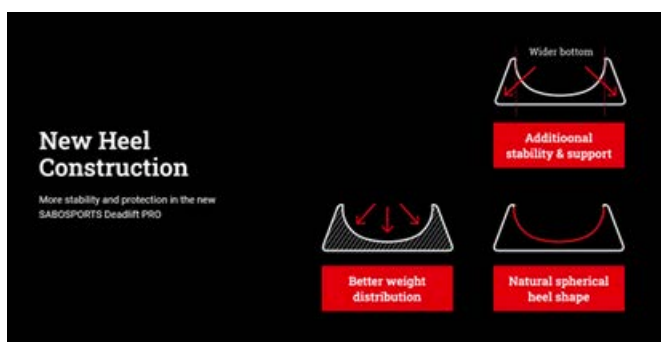 New Heel
Construction
More stability and protection in the new
SABOSPORTS Deadlift PRO
Wider bottom
Additioonal
stability & support
Better weight
distribution
Natural spherical
heel shape